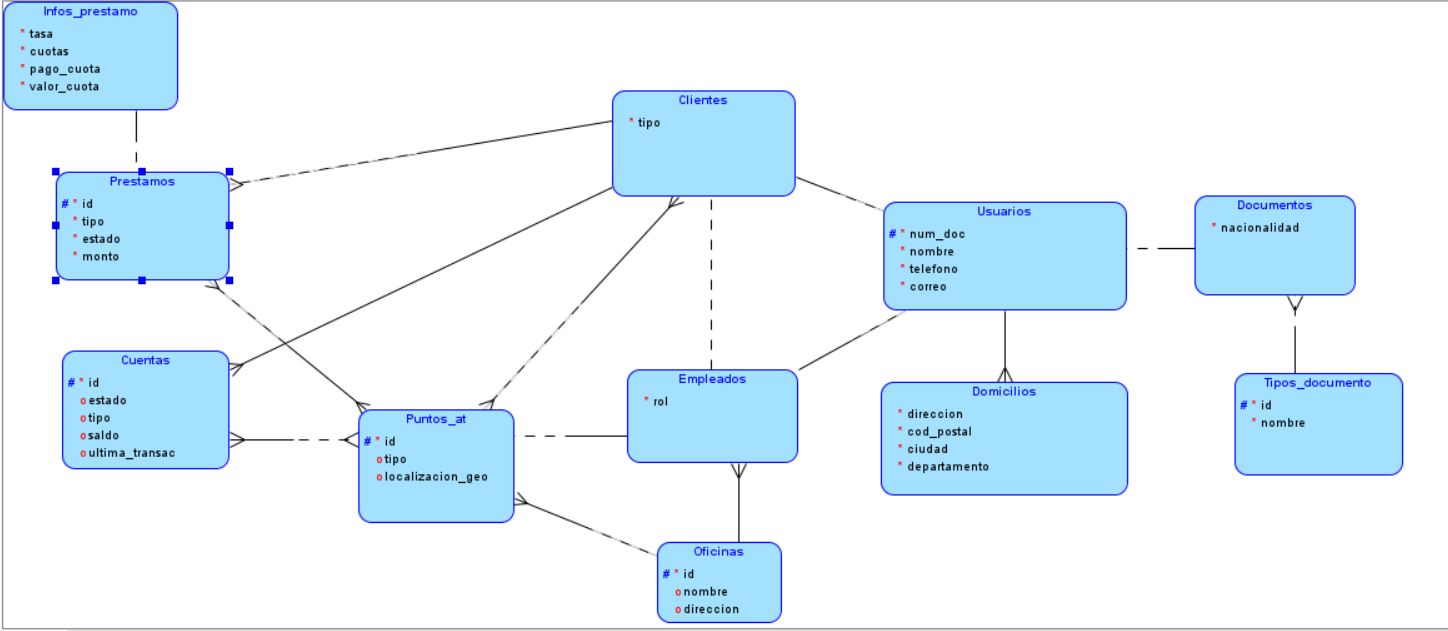 Infos_prestamo
* tasa
* cuotas
* pago_cuota
* valor_cuota
Prestamos
# * id
* tipo
* estado
* monto
Clientes
* tipo
Usuarios
# * num_doc
* nombre
* telefono
* correo
Documentos
* nacionalidad
Cuentas
# * id
o estado
o tipo
o saldo
o ultima_transac
Puntos_at
# * id
o tipo
o localizacion_geo
Empleados
* rol
Domicilios
* direccion
* cod_postal
* ciudad
* departamento
Tipos_documento
# * id
* nombre
Oficinas
# * id
o nombre
o direccion